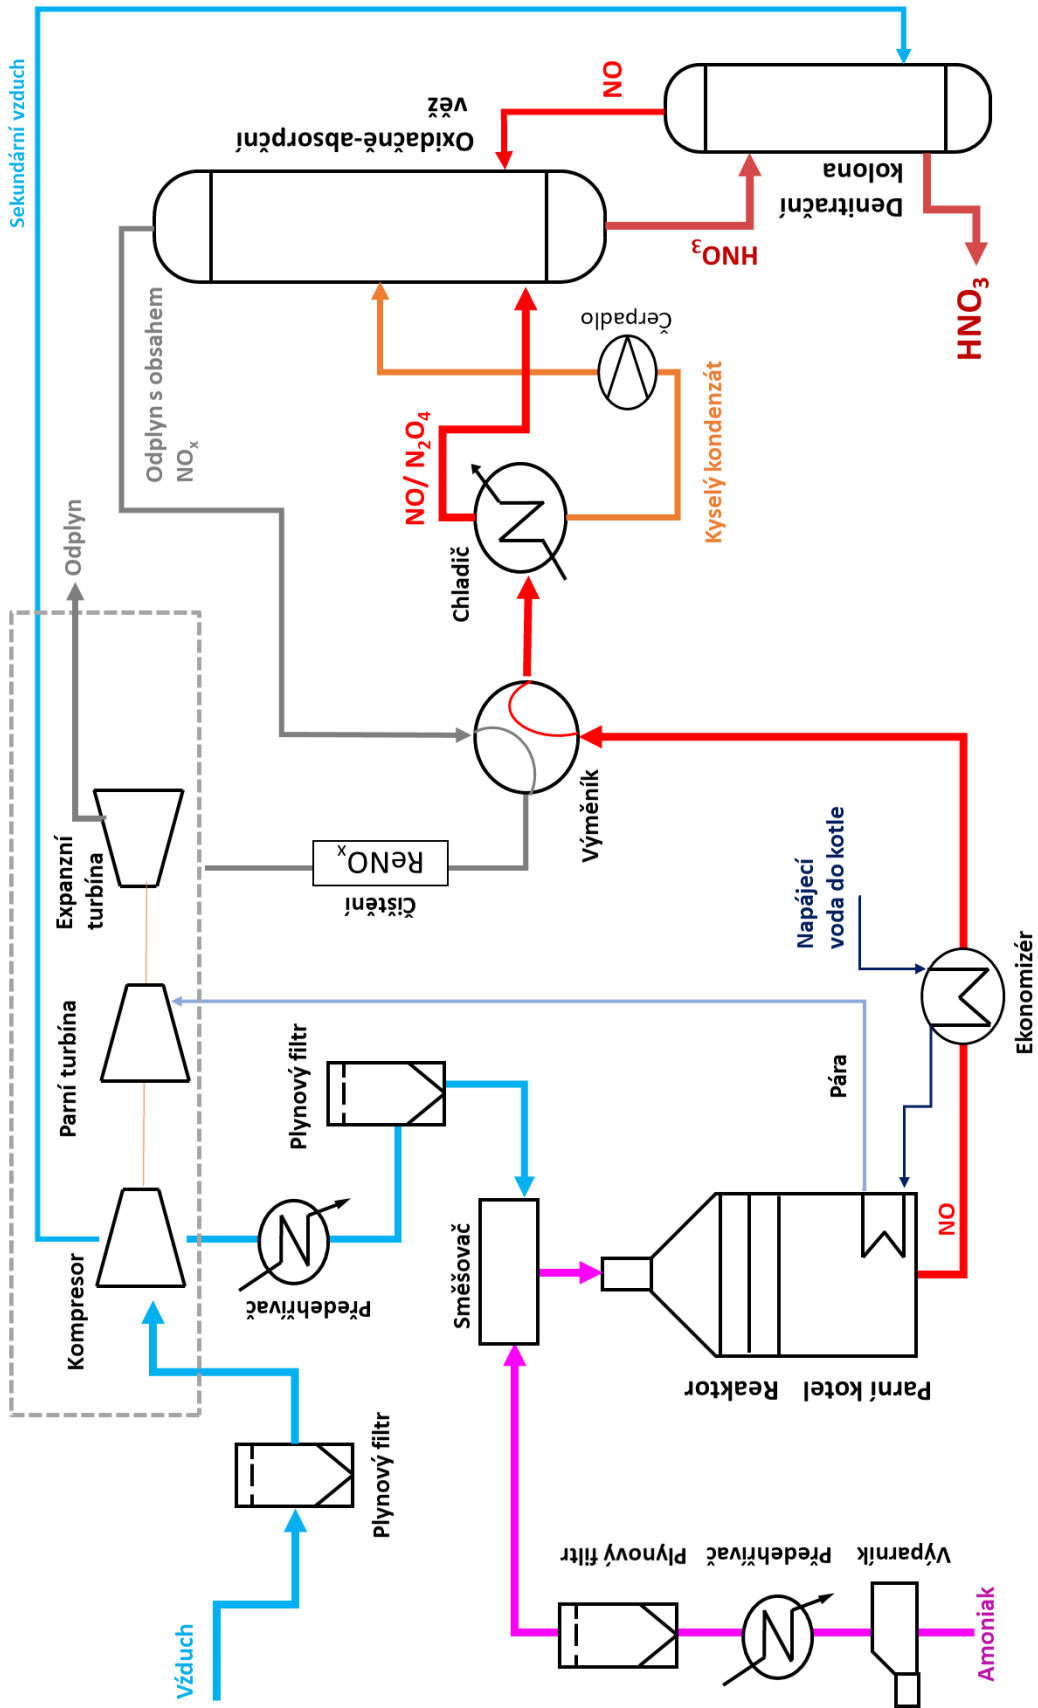 Sekundární vzduch
Oxidačně-absorpční
věž
NO
Denitrační
kolona
HNO₃
HNO₃
Odplyn s obsahem
NOₓ
Odplyn
Čerpadlo
NO/ N₂O₄
Kyselý kondenzát
Chladič
Výměník
ReNOₓ
Čištění
Expanzní
turbína
Parní turbína
Kompresor
Předehřívač
Plynový filtr
Směšovač
Pára
Napájecí
voda do kotle
Ekonomizér
NO
Reaktor
Parní kotel
Plynový filtr
Vžduch
Plynový filtr
Předehřívač
Výparník
Amoniak